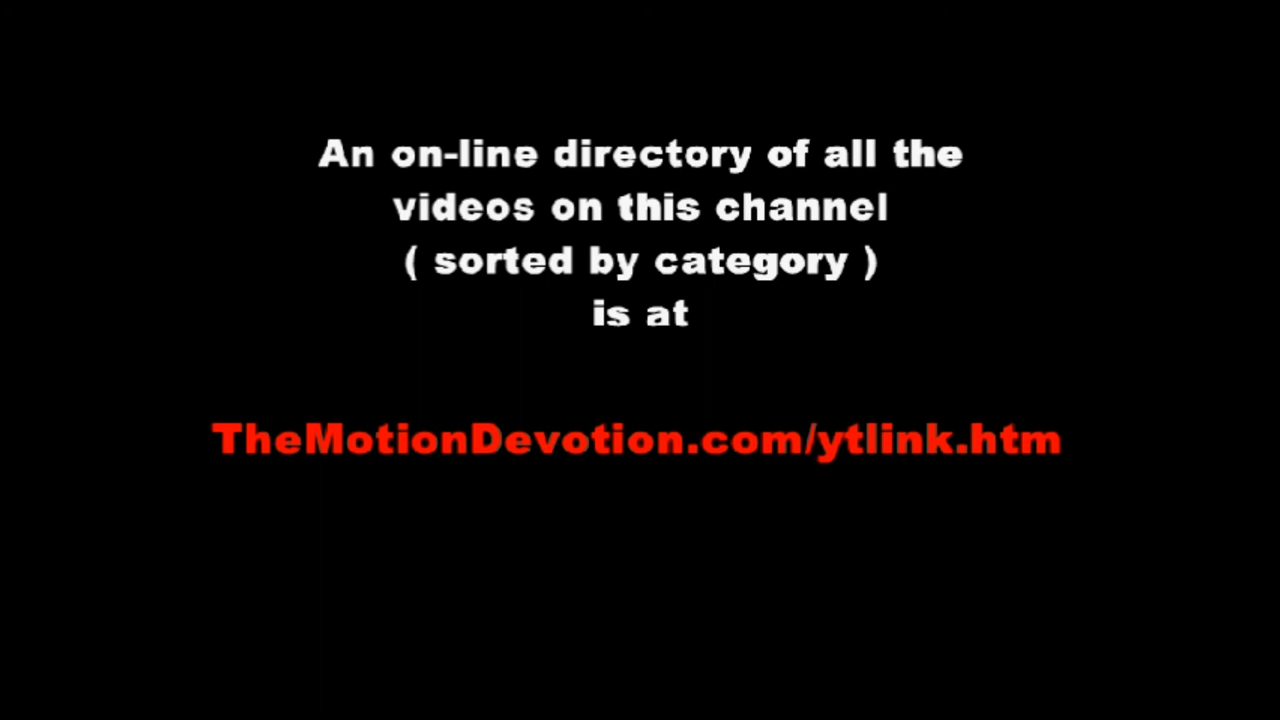 An on-line directory of all the
videos on this channel
( sorted by category )
is at
TheMotionDevotion.com/ytlink.htm